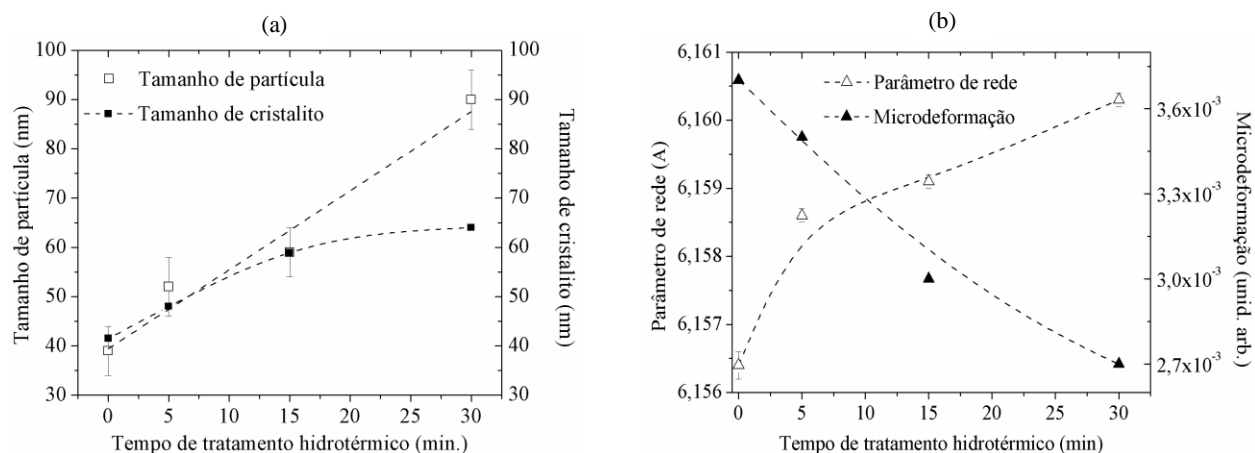 (a)
100
90
80
70
60
50
40
30
Tamanho de partícula (nm)
Tamanho de partícula
Tamanho de cristalito
100
90
80
70
60
50
40
30
Tamanho de cristalito
(nm)
0 5 10 15 20 25 30
Tempo de tratamento hidrotérmico (min.)
(b)
6,161
6,160
6,159
6,158
6,157
6,156
Parâmetro de rede (A)
Parâmetro de rede
Microdeformação
3,6x10⁻³
3,3x10⁻³
3,0x10⁻³
2,7x10⁻³
Microdeformação (unid. arb.)
0 5 10 15 20 25 30
Tempo de tratamento hidrotérmico (min)